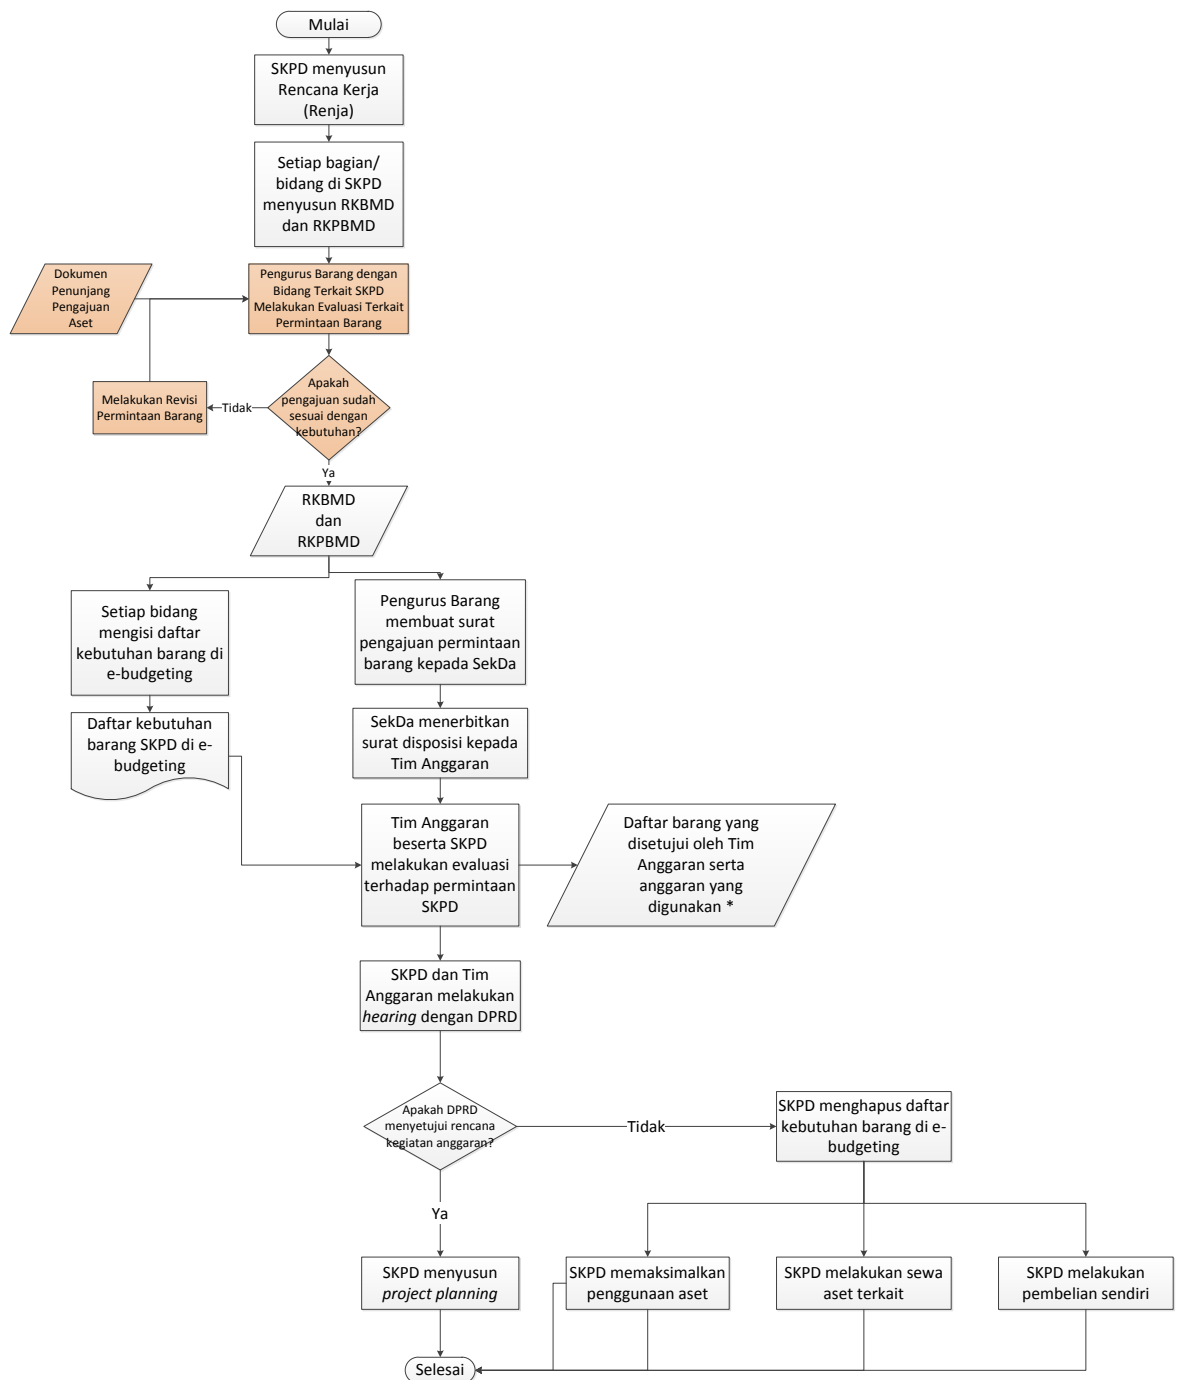 Mulai
SKPD menyusun
Rencana Kerja
(Renja)
Setiap bagian/
bidang di SKPD
menyusun RKBMD
dan RKPBMD
Dokumen
Penunjang
Pengajuan
Aset
Pengurus Barang dengan
Bidang Terkait SKPD
Melakukan Evaluasi Terkait
Permintaan Barang
Apakah
pengajuan sudah
sesuai dengan
kebutuhan?
Tidak
Melakukan Revisi
Permintaan Barang
Ya
RKBMD
dan
RKPBMD
Setiap bidang
mengisi daftar
kebutuhan barang di
e-budgeting
Pengurus Barang
membuat surat
pengajuan permintaan
barang kepada SekDa
Daftar kebutuhan
barang SKPD di e-
budgeting
SekDa menerbitkan
surat disposisi kepada
Tim Anggaran
Tim Anggaran
beserta SKPD
melakukan evaluasi
terhadap permintaan
SKPD
Daftar barang yang
disetujui oleh Tim
Anggaran serta
anggaran yang
digunakan *
SKPD dan Tim
Anggaran melakukan
hearing dengan DPRD
Apakah DPRD
menyetujui rencana
kegiatan anggaran?
Tidak
SKPD menghapus daftar
kebutuhan barang di e-
budgeting
Ya
SKPD menyusun
project planning
SKPD memaksimalkan
penggunaan aset
SKPD melakukan sewa
aset terkait
SKPD melakukan
pembelian sendiri
Selesai